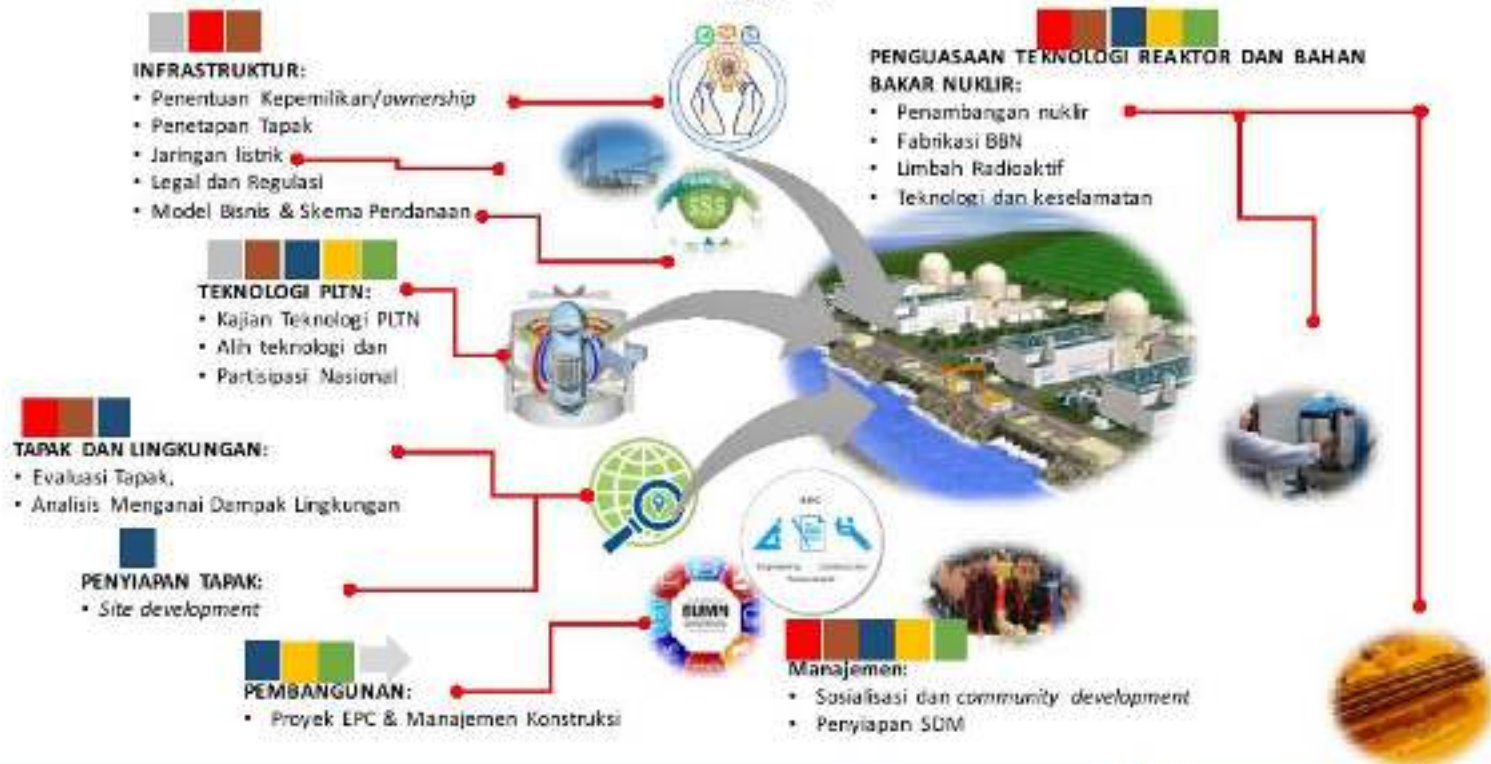 INFRASTRUKTUR:
• Penentuan Kepemilikan/ownership
• Penetapan Tapak
• Jaringan listrik
• Legal dan Regulasi
• Model Bisnis & Skema Pendanaan
TEKNOLOGI PLTN:
• Kajian Teknologi PLTN
• Alih teknologi dan
• Partisipasi Nasional
TAPAK DAN LINGKUNGAN:
• Evaluasi Tapak,
• Analisis Menganai Dampak Lingkungan
PENYIAPAN TAPAK:
• Site development
PEMBANGUNAN:
• Proyek EPC & Manajemen Konstruksi
PENGUASAAN TEKNOLOGI REAKTOR DAN BAHAN
BAKAR NUKLIR:
• Penambangan nuklir
• Fabrikasi BBN
• Limbah Radioaktif
• Teknologi dan keselamatan
$$$
BUMN
Manajemen:
• Sosialisasi dan community development
• Penyiapan SDM